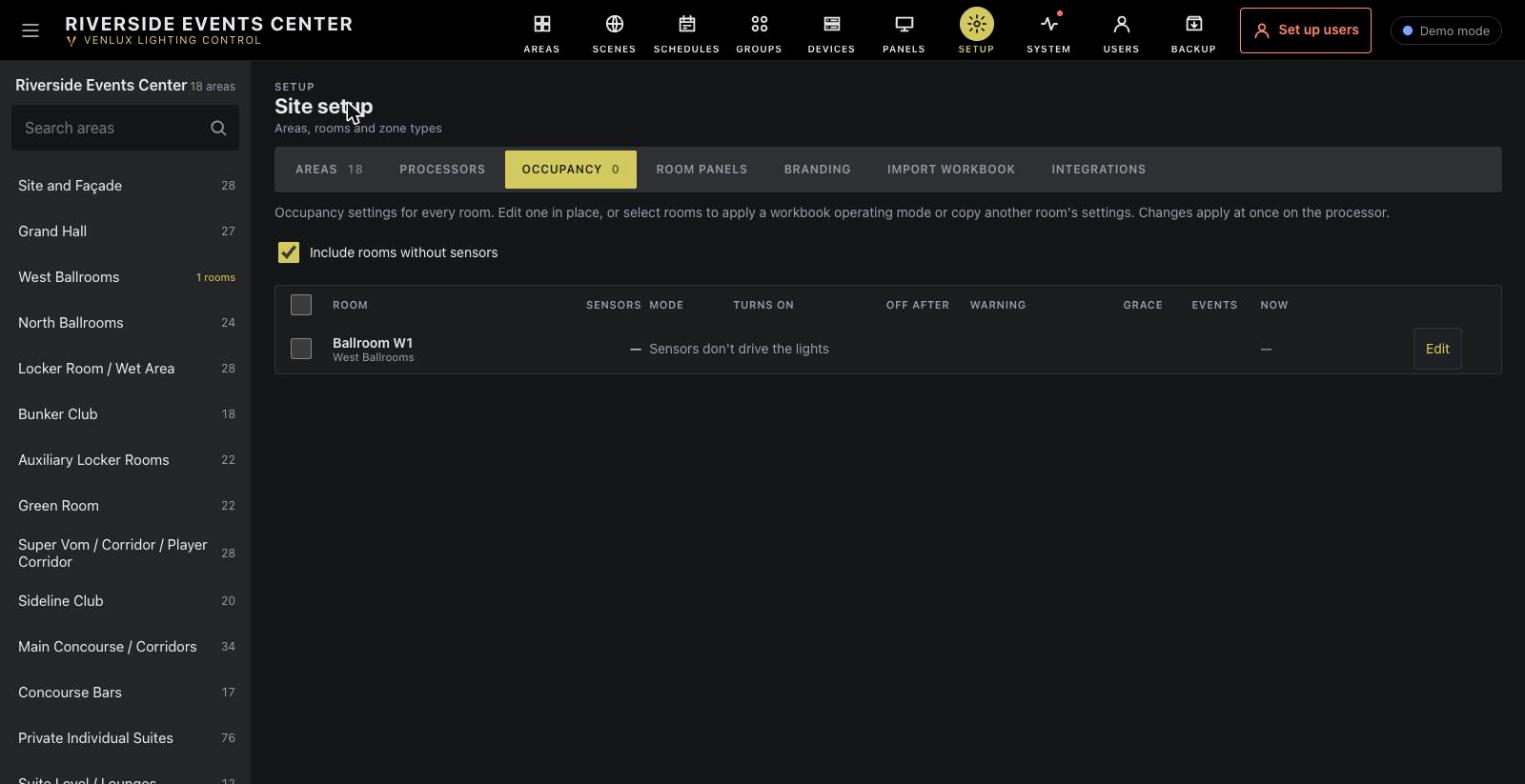 RIVERSIDE EVENTS CENTER
VENLUX LIGHTING CONTROL
AREAS
SCENES
SCHEDULES
GROUPS
DEVICES
PANELS
SETUP
SYSTEM
USERS
BACKUP
Set up users
Demo mode
Riverside Events Center 18 areas
Search areas
Site and Façade 28
Grand Hall 27
West Ballrooms 1 rooms
North Ballrooms 24
Locker Room / Wet Area 28
Bunker Club 18
Auxiliary Locker Rooms 22
Green Room 22
Super Vom / Corridor / Player
Corridor 28
Sideline Club 20
Main Concourse / Corridors 34
Concourse Bars 17
Private Individual Suites 76
Suite Level / Lounges 12
SETUP
Site setup
Areas, rooms and zone types
AREAS 18 PROCESSORS OCCUPANCY 0 ROOM PANELS BRANDING IMPORT WORKBOOK INTEGRATIONS
Occupancy settings for every room. Edit one in place, or select rooms to apply a workbook operating mode or copy another room's settings. Changes apply at once on the processor.
Include rooms without sensors
ROOM SENSORS MODE TURNS ON OFF AFTER WARNING GRACE EVENTS NOW
Ballroom W1
West Ballrooms
— Sensors don't drive the lights — Edit